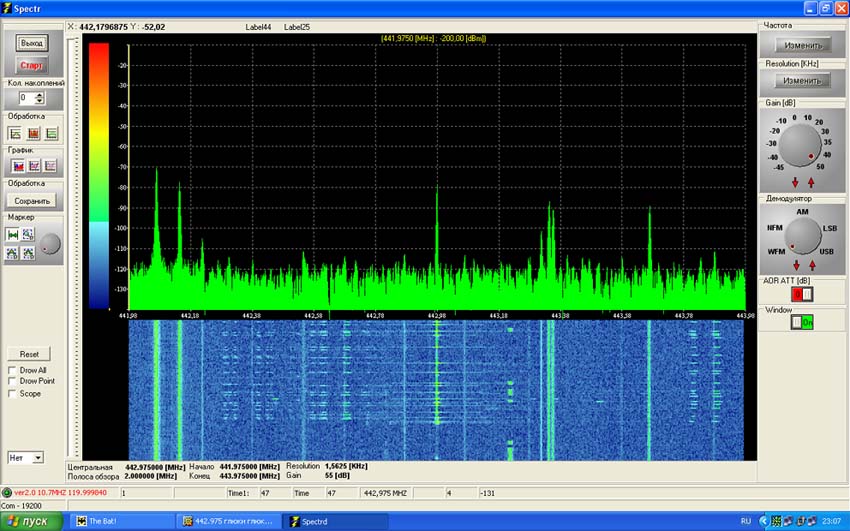 Spectr
X: 442,1796875 Y: -52,02 Label44 Label25
(441,9750 [MHz] : -200,00 [dBm])
Выход
Старт
Кол. накоплений
0
Обработка
График
Обработка
Сохранить
Маркер
Reset
Drow All
Drow Point
Scope
Нет
-20
-30
-40
-50
-60
-70
-80
-90
-100
-110
-120
-130
441,98 442,18 442,38 442,58 442,78 442,98 443,18 443,38 443,58 443,78 443,98
Частота
Изменить
Resolution [KHz]
Изменить
Gain [dB]
-10 0 10
-20 20
-30 30
-40 40
-45 50
Демодулятор
AM
NFM LSB
WFM USB
AOR ATT [dB]
0
Window
On
Центральная 442.975000 [MHz] Начало 441.975000 [MHz] Resolution 1,5625 [KHz]
Полоса обзора 2.000000 [MHz] Конец 443.975000 [MHz] Gain 55 [dB]
ver2.0 10.7MHZ 119.999840 1 Time1: 47 Time 47 442,975 MHZ 4 -131
Com - 19200
пуск The Bat! 442.975 глюки глюк... Spectrd RU 23:07